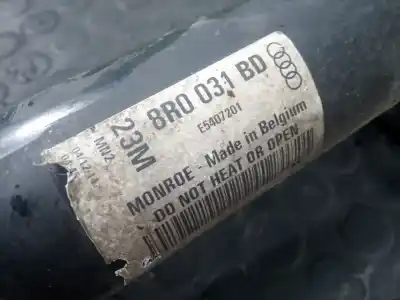 8R0 031 BD
E5407201
23M
MONROE - Made in Belgium
DO NOT HEAT OR OPEN